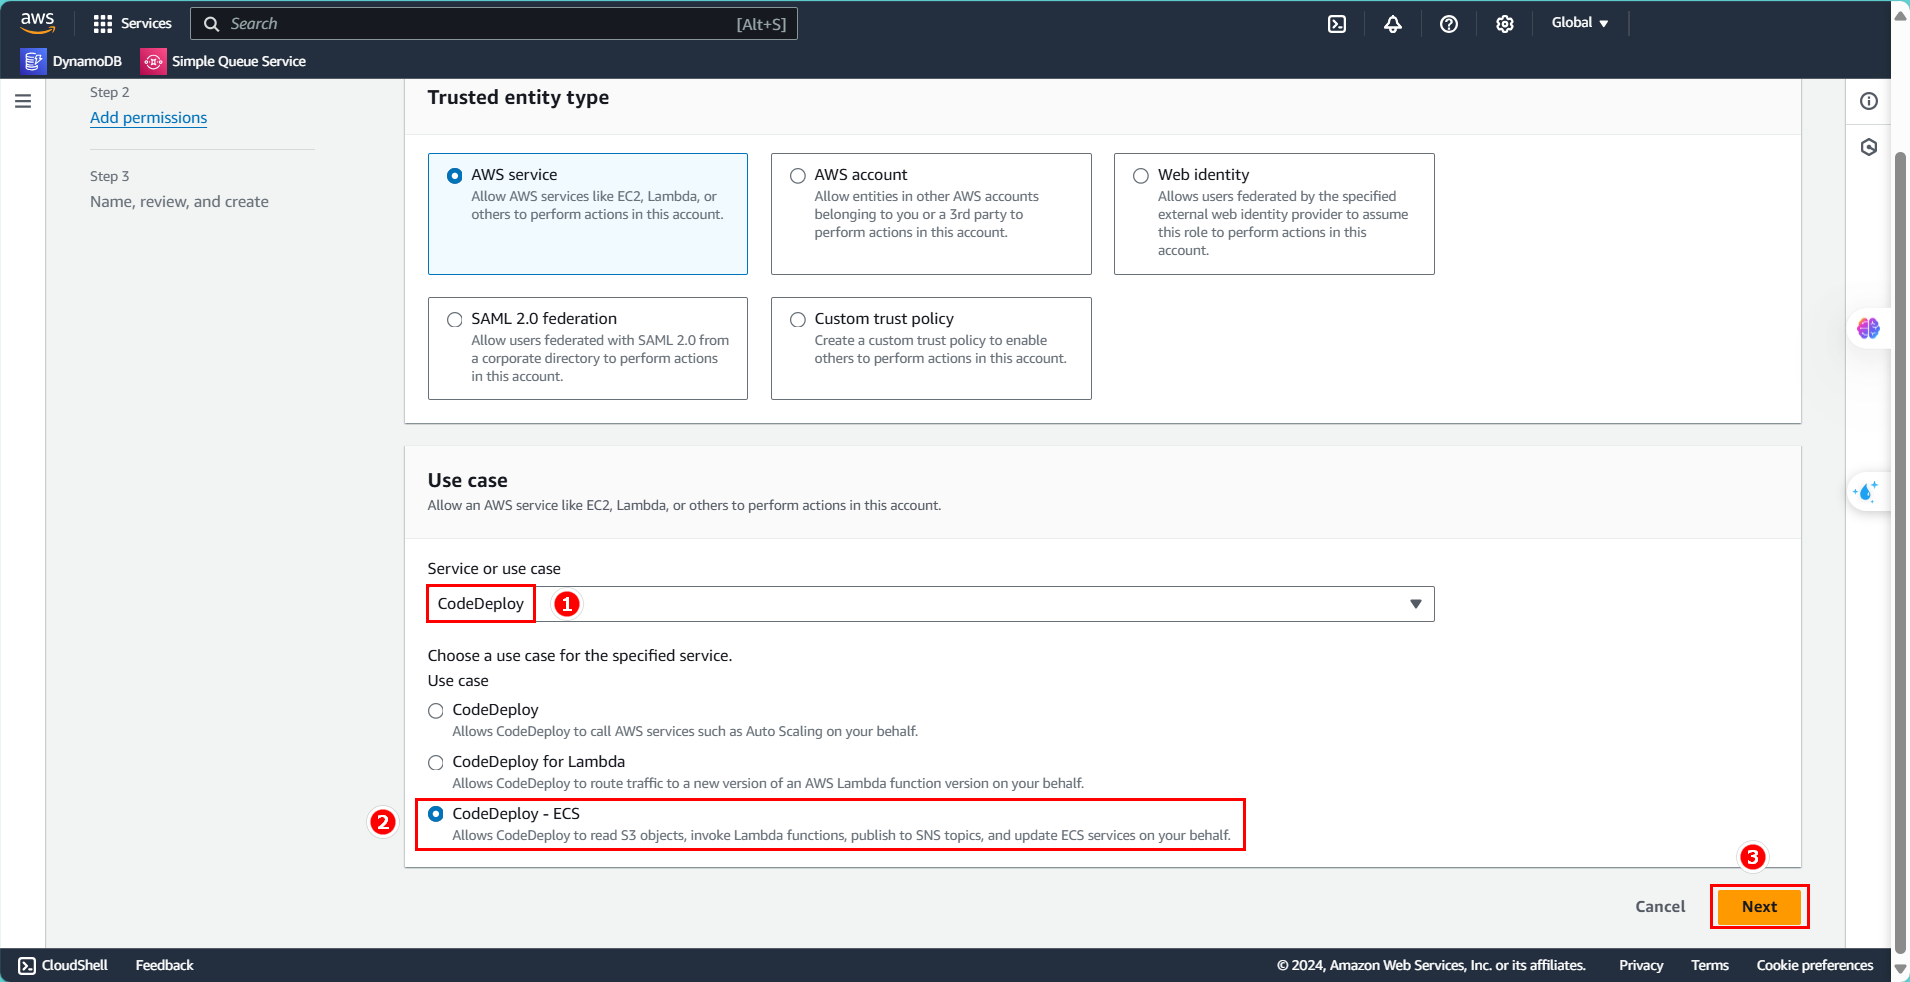 aws
Services
Search
[Alt+S]
Global
DynamoDB
Simple Queue Service
Step 2
Add permissions
Step 3
Name, review, and create
Trusted entity type
AWS service
Allow AWS services like EC2, Lambda, or
others to perform actions in this account.
AWS account
Allow entities in other AWS accounts
belonging to you or a 3rd party to
perform actions in this account.
Web identity
Allows users federated by the specified
external web identity provider to assume
this role to perform actions in this
account.
SAML 2.0 federation
Allow users federated with SAML 2.0 from
a corporate directory to perform actions
in this account.
Custom trust policy
Create a custom trust policy to enable
others to perform actions in this account.
Use case
Allow an AWS service like EC2, Lambda, or others to perform actions in this account.
Service or use case
CodeDeploy
1
Choose a use case for the specified service.
Use case
CodeDeploy
Allows CodeDeploy to call AWS services such as Auto Scaling on your behalf.
CodeDeploy for Lambda
Allows CodeDeploy to route traffic to a new version of an AWS Lambda function version on your behalf.
2
CodeDeploy - ECS
Allows CodeDeploy to read S3 objects, invoke Lambda functions, publish to SNS topics, and update ECS services on your behalf.
3
Cancel
Next
CloudShell
Feedback
© 2024, Amazon Web Services, Inc. or its affiliates.
Privacy
Terms
Cookie preferences